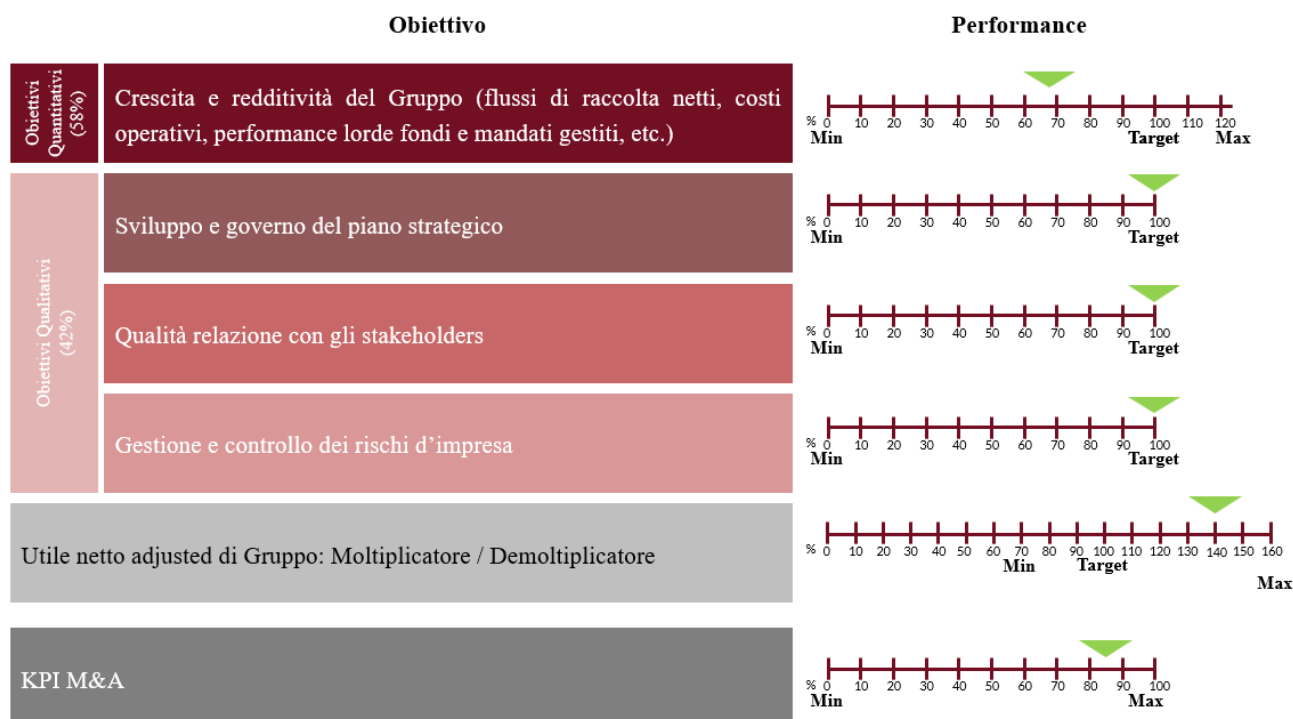 Obiettivo
Performance
Obiettivi
Quantitativi
(58%)
Crescita e redditività del Gruppo (flussi di raccolta netti, costi
operativi, performance lorde fondi e mandati gestiti, etc.)
% 0 10 20 30 40 50 60 70 80 90 100 110 120
Min Target Max
Obiettivi Qualitativi
(42%)
Sviluppo e governo del piano strategico
% 0 10 20 30 40 50 60 70 80 90 100
Min Target
Qualità relazione con gli stakeholders
% 0 10 20 30 40 50 60 70 80 90 100
Min Target
Gestione e controllo dei rischi d’impresa
% 0 10 20 30 40 50 60 70 80 90 100
Min Target
Utile netto adjusted di Gruppo: Moltiplicatore / Demoltiplicatore
% 0 10 20 30 40 50 60 70 80 90 100 110 120 130 140 150 160
Min Target
Max
KPI M&A
% 0 10 20 30 40 50 60 70 80 90 100
Min Max